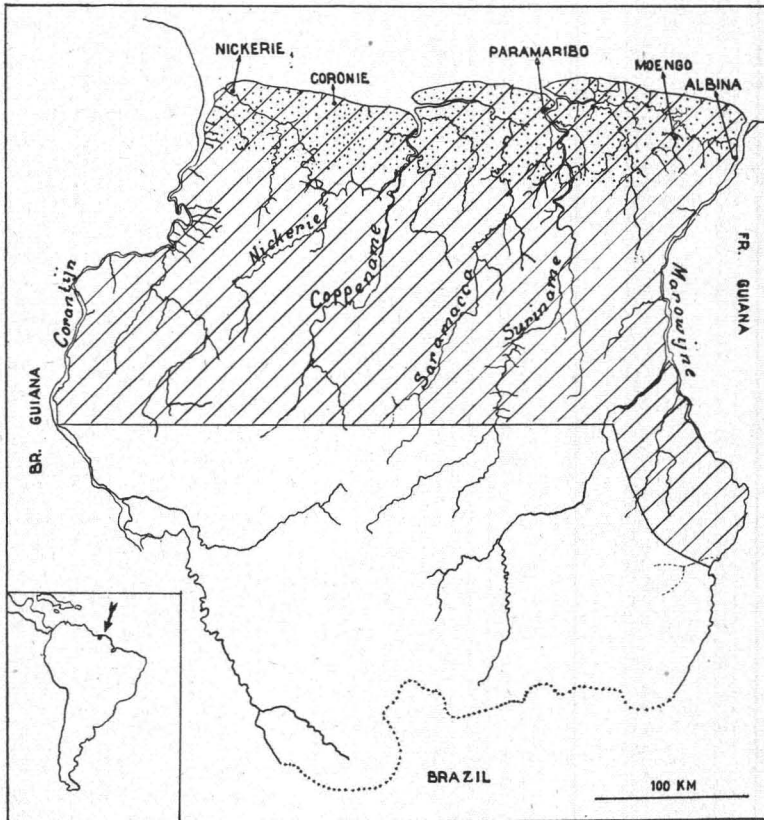 NICKERIE
CORONIE
PARAMARIBO
MOENGO
ALBINA
Nickerie
Coppename
Saramacca
Suriname
Marowijne
Corantijn
FR. GUIANA
BR. GUIANA
BRAZIL
100 KM